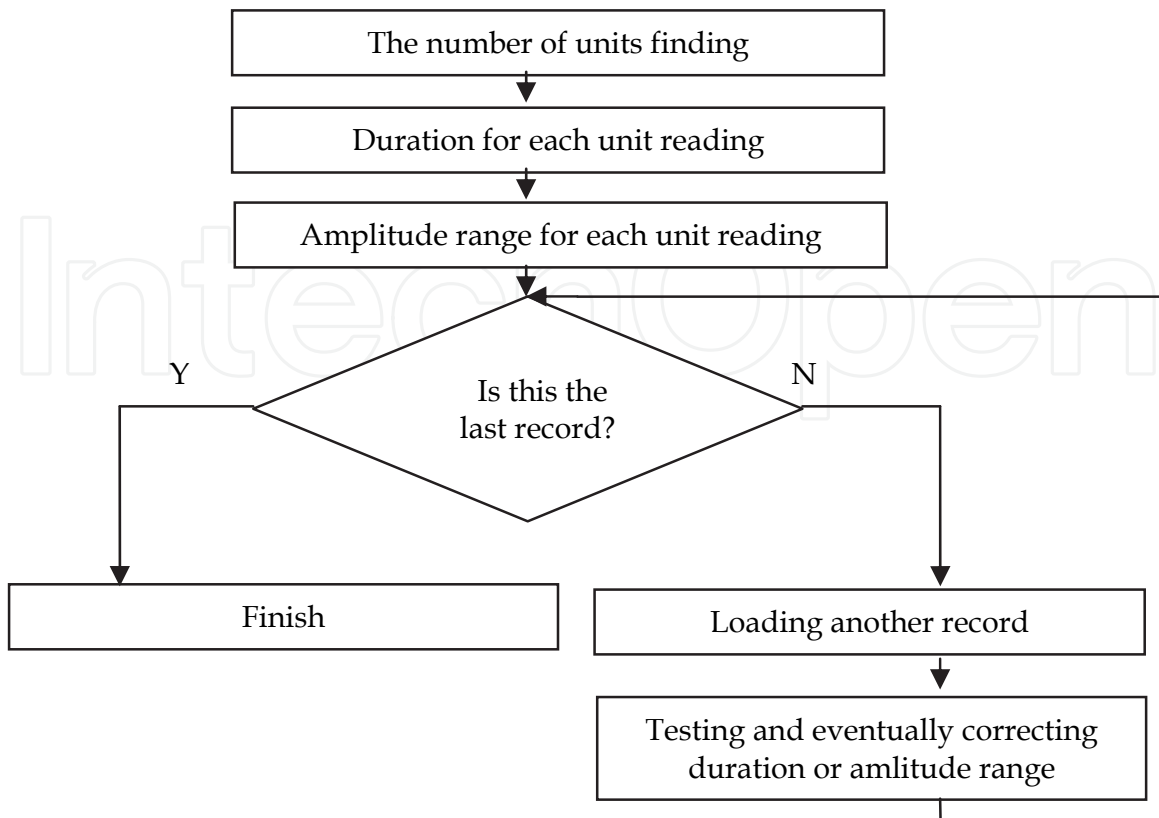 The number of units finding
Duration for each unit reading
Amplitude range for each unit reading
IntechOpen
Y
N
Is this the
last record?
Finish
Loading another record
Testing and eventually correcting
duration or amlitude range